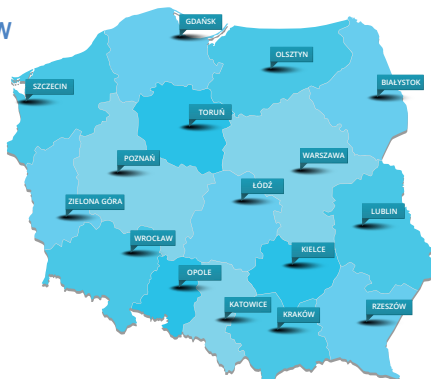 W
GDAŃSK
OLSZTYN
SZCZECIN
BIAŁYSTOK
TORUŃ
POZNAŃ
WARSZAWA
ŁÓDŹ
ZIELONA GÓRA
LUBLIN
WROCŁAW
KIELCE
OPOLE
KATOWICE
RZESZÓW
KRAKÓW